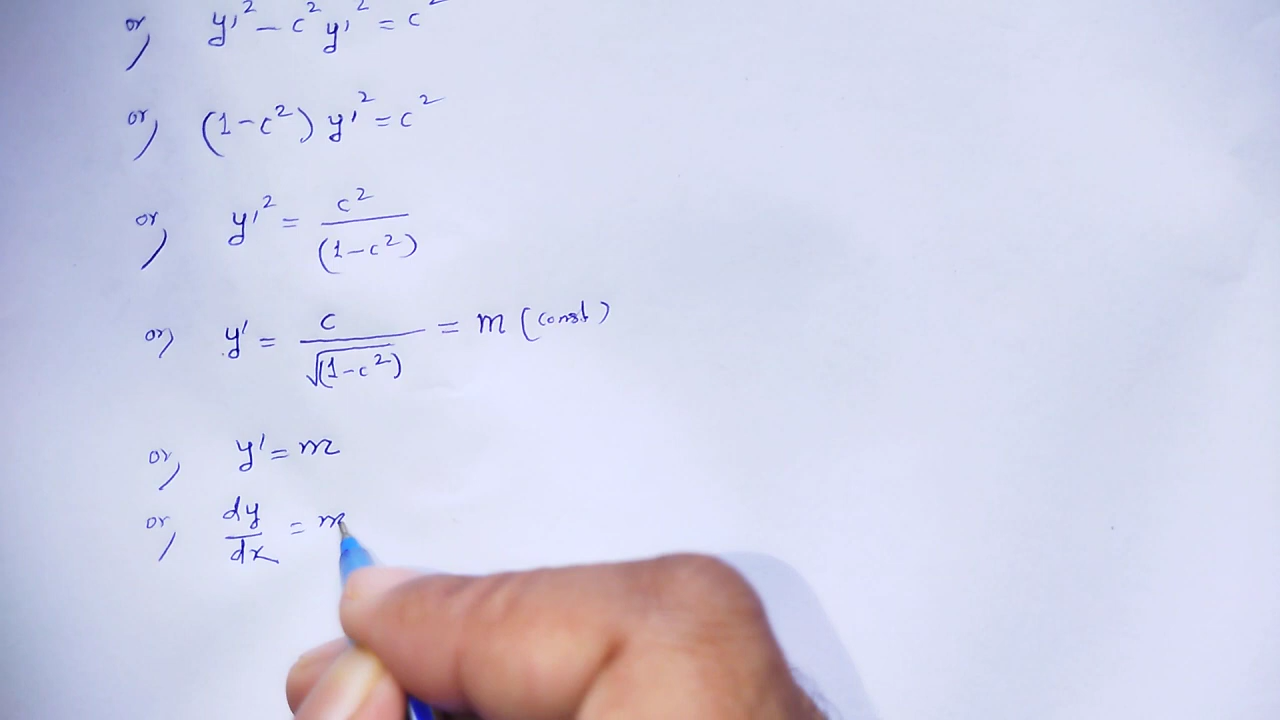 or, y'² - c² y'² = c²
or, (1-c²) y'² = c²
or, y'² = c² / (1-c²)
or, y' = c / √(1-c²) = m (const)
or, y' = m
or, dy/dx = m